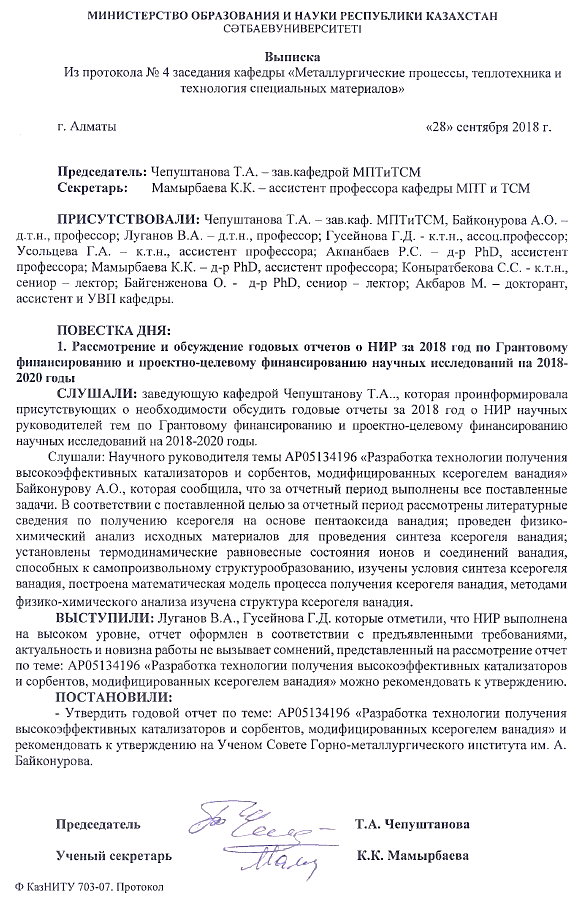 МИНИСТЕРСТВО ОБРАЗОВАНИЯ И НАУКИ РЕСПУБЛИКИ КАЗАХСТАН
СӘТБАЕВУНИВЕРСИТЕТІ
Выписка
Из протокола № 4 заседания кафедры «Металлургические процессы, теплотехника и
технология специальных материалов»
г. Алматы «28» сентября 2018 г.
Председатель: Чепуштанова Т.А. – зав.кафедрой МПТиТСМ
Секретарь: Мамырбаева К.К. – ассистент профессора кафедры МПТ и ТСМ
ПРИСУТСТВОВАЛИ: Чепуштанова Т.А. – зав.каф. МПТиТСМ, Байконурова А.О. –
д.т.н., профессор; Луганов В.А. – д.т.н., профессор; Гусейнова Г.Д. - к.т.н., ассоц.профессор;
Усольцева Г.А. – к.т.н., ассистент профессора; Акпанбаев Р.С. – д-р PhD, ассистент
профессора; Мамырбаева К.К. – д-р PhD, ассистент профессора; Коныратбекова С.С. - к.т.н.,
сениор – лектор; Байгенженова О. - д-р PhD, сениор – лектор; Акбаров М. – докторант,
ассистент и УВП кафедры.
ПОВЕСТКА ДНЯ:
1. Рассмотрение и обсуждение годовых отчетов о НИР за 2018 год по Грантовому
финансированию и проектно-целевому финансированию научных исследований на 2018-
2020 годы
СЛУШАЛИ: заведующую кафедрой Чепуштанову Т.А.., которая проинформировала
присутствующих о необходимости обсудить годовые отчеты за 2018 год о НИР научных
руководителей тем по Грантовому финансированию и проектно-целевому финансированию
научных исследований на 2018-2020 годы.
Слушали: Научного руководителя темы АР05134196 «Разработка технологии получения
высокоэффективных катализаторов и сорбентов, модифицированных ксерогелем ванадия»
Байконурову А.О., которая сообщила, что за отчетный период выполнены все поставленные
задачи. В соответствии с поставленной целью за отчетный период рассмотрены литературные
сведения по получению ксерогеля на основе пентаоксида ванадия; проведен физико-
химический анализ исходных материалов для проведения синтеза ксерогеля ванадия;
установлены термодинамические равновесные состояния ионов и соединений ванадия,
способных к самопроизвольному структурообразованию, изучены условия синтеза ксерогеля
ванадия, построена математическая модель процесса получения ксерогеля ванадия, методами
физико-химического анализа изучена структура ксерогеля ванадия.
ВЫСТУПИЛИ: Луганов В.А., Гусейнова Г.Д. которые отметили, что НИР выполнена
на высоком уровне, отчет оформлен в соответствии с предъявленными требованиями,
актуальность и новизна работы не вызывает сомнений, представленный на рассмотрение отчет
по теме: АР05134196 «Разработка технологии получения высокоэффективных катализаторов
и сорбентов, модифицированных ксерогелем ванадия» можно рекомендовать к утверждению.
ПОСТАНОВИЛИ:
- Утвердить годовой отчет по теме: АР05134196 «Разработка технологии получения
высокоэффективных катализаторов и сорбентов, модифицированных ксерогелем ванадия» и
рекомендовать к утверждению на Ученом Совете Горно-металлургического института им. А.
Байконурова.
Председатель Т.А. Чепуштанова
Ученый секретарь К.К. Мамырбаева
Ф КазНИТУ 703-07. Протокол